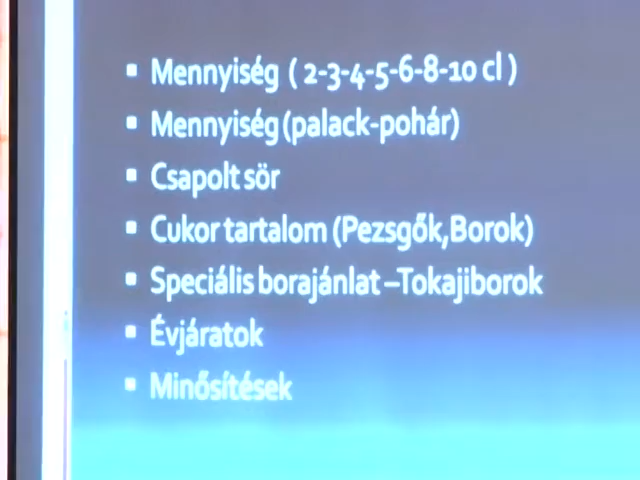 ▪ Mennyiség ( 2-3-4-5-6-8-10 cl )
▪ Mennyiség (palack-pohár)
▪ Csapolt sör
▪ Cukor tartalom (Pezsgők,Borok)
▪ Speciális borajánlat –Tokajiborok
▪ Évjáratok
▪ Minősítések